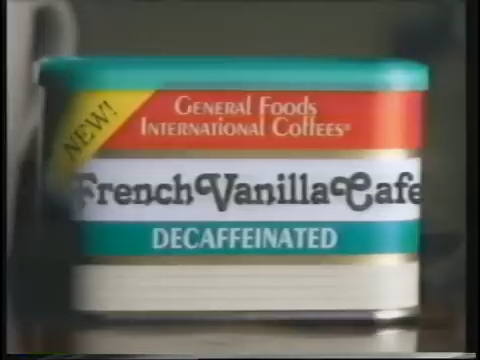 NEW!
GENERAL FOODS
INTERNATIONAL COFFEES®
French Vanilla Cafe
DECAFFEINATED